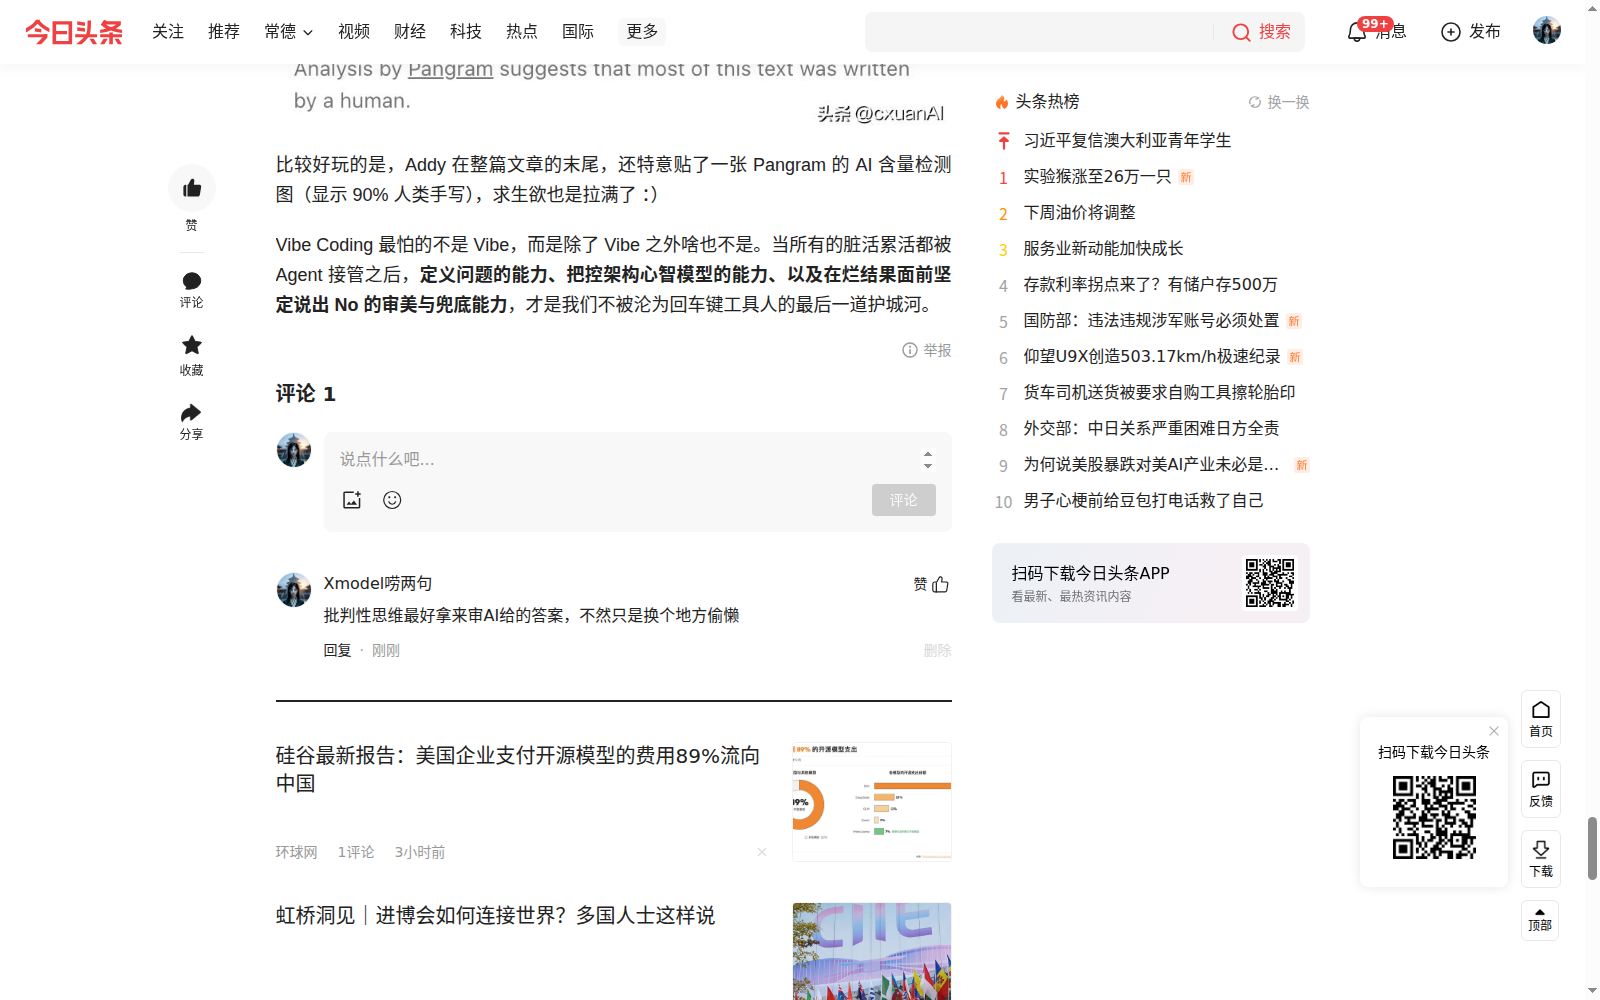 今日头条
关注 推荐 常德 视频 财经 科技 热点 国际 更多
搜索
99+
消息
发布
Analysis by Pangram suggests that most of this text was written
by a human.
头条 @cxuanAI
比较好玩的是，Addy 在整篇文章的末尾，还特意贴了一张 Pangram 的 AI 含量检测
图（显示 90% 人类手写），求生欲也是拉满了 :）
Vibe Coding 最怕的不是 Vibe，而是除了 Vibe 之外啥也不是。当所有的脏活累活都被
Agent 接管之后，定义问题的能力、把控架构心智模型的能力、以及在烂结果面前坚
定说出 No 的审美与兜底能力，才是我们不被沦为回车键工具人的最后一道护城河。
举报
赞
评论
收藏
分享
评论 1
说点什么吧...
评论
Xmodel唠两句
赞
批判性思维最好拿来审AI给的答案，不然只是换个地方偷懒
回复 · 刚刚
删除
硅谷最新报告：美国企业支付开源模型的费用89%流向
中国
环球网 1评论 3小时前
虹桥洞见｜进博会如何连接世界？多国人士这样说
头条热榜
换一换
习近平复信澳大利亚青年学生
1 实验猴涨至26万一只 新
2 下周油价将调整
3 服务业新动能加快成长
4 存款利率拐点来了？有储户存500万
5 国防部：违法违规涉军账号必须处置 新
6 仰望U9X创造503.17km/h极速纪录 新
7 货车司机送货被要求自购工具擦轮胎印
8 外交部：中日关系严重困难日方全责
9 为何说美股暴跌对美AI产业未必是... 新
10 男子心梗前给豆包打电话救了自己
扫码下载今日头条APP
看最新、最热资讯内容
扫码下载今日头条
首页
反馈
下载
顶部